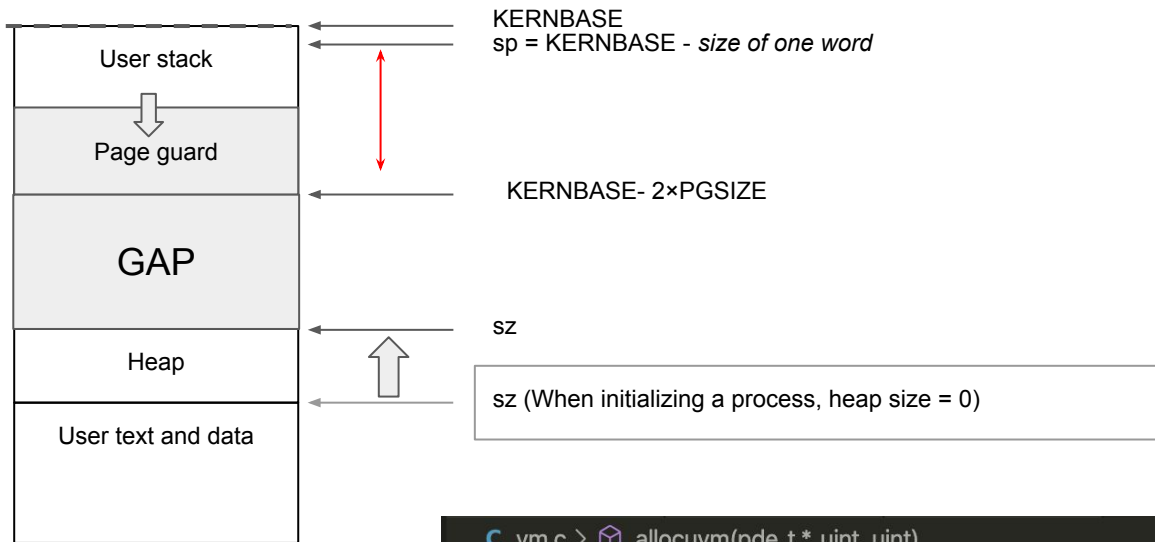 KERNBASE
sp = KERNBASE - size of one word
User stack
Page guard
KERNBASE- 2×PGSIZE
GAP
sz
Heap
sz (When initializing a process, heap size = 0)
User text and data
C vm.c > allocuvm(pde_t *, uint, uint)